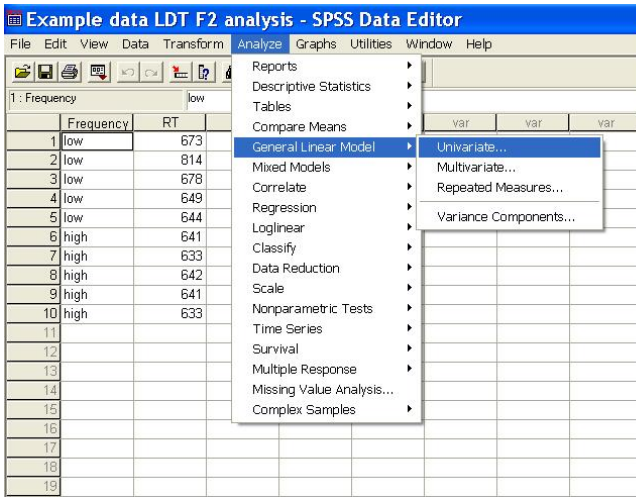 Example data LDT F2 analysis - SPSS Data Editor
File Edit View Data Transform Analyze Graphs Utilities Window Help
1 : Frequency low
Frequency RT var var var
1 low 673
2 low 814
3 low 678
4 low 649
5 low 644
6 high 641
7 high 633
8 high 642
9 high 641
10 high 633
11
12
13
14
15
16
17
18
19
Reports
Descriptive Statistics
Tables
Compare Means
General Linear Model
Mixed Models
Correlate
Regression
Loglinear
Classify
Data Reduction
Scale
Nonparametric Tests
Time Series
Survival
Multiple Response
Missing Value Analysis...
Complex Samples
Univariate...
Multivariate...
Repeated Measures...
Variance Components...